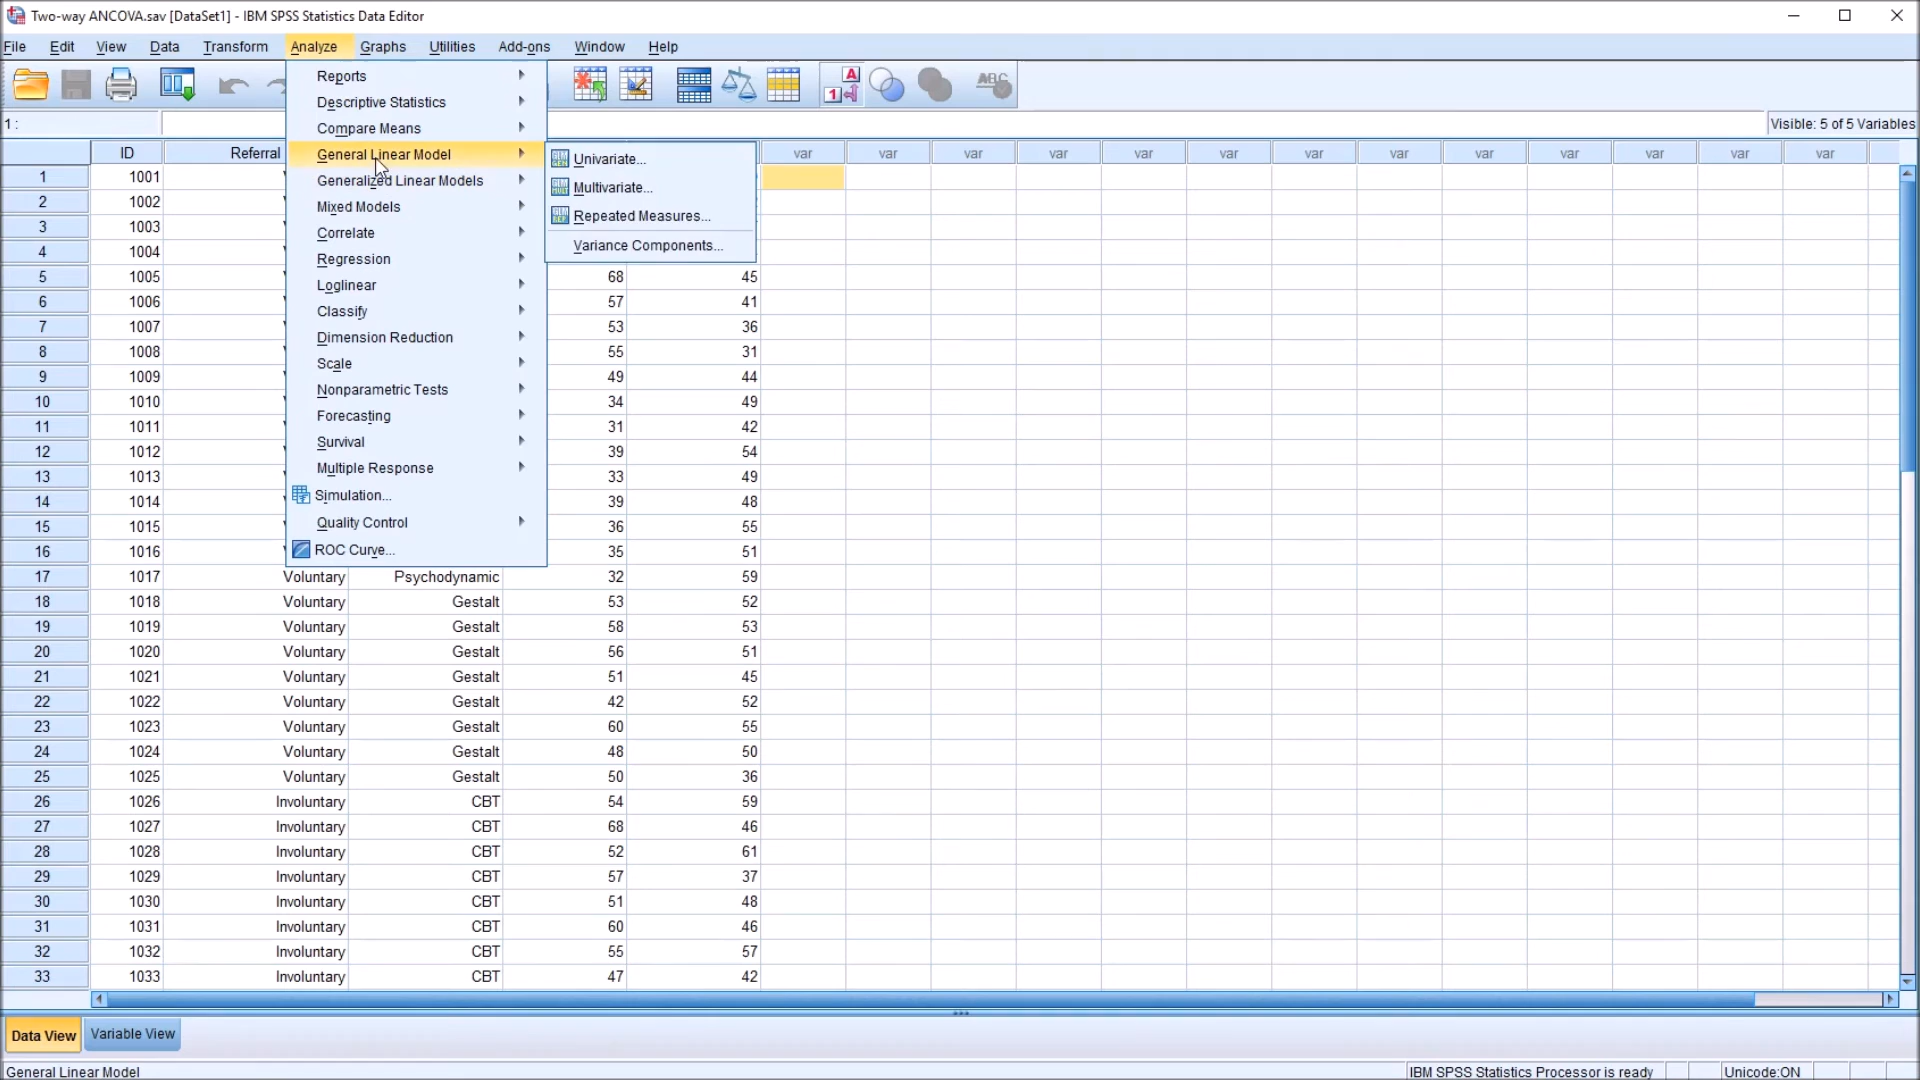 Two-way ANCOVA.sav [DataSet1] - IBM SPSS Statistics Data Editor
File Edit View Data Transform Analyze Graphs Utilities Add-ons Window Help
1 :
Visible: 5 of 5 Variables
Reports
Descriptive Statistics
Compare Means
General Linear Model
Generalized Linear Models
Mixed Models
Correlate
Regression
Loglinear
Classify
Dimension Reduction
Scale
Nonparametric Tests
Forecasting
Survival
Multiple Response
Simulation...
Quality Control
ROC Curve...
Univariate...
Multivariate...
Repeated Measures...
Variance Components...
ID Referral var var var var var var var var var var var var var
1 1001
2 1002
3 1003
4 1004
5 1005 68 45
6 1006 57 41
7 1007 53 36
8 1008 55 31
9 1009 49 44
10 1010 34 49
11 1011 31 42
12 1012 39 54
13 1013 33 49
14 1014 39 48
15 1015 36 55
16 1016 35 51
17 1017 Voluntary Psychodynamic 32 59
18 1018 Voluntary Gestalt 53 52
19 1019 Voluntary Gestalt 58 53
20 1020 Voluntary Gestalt 56 51
21 1021 Voluntary Gestalt 51 45
22 1022 Voluntary Gestalt 42 52
23 1023 Voluntary Gestalt 60 55
24 1024 Voluntary Gestalt 48 50
25 1025 Voluntary Gestalt 50 36
26 1026 Involuntary CBT 54 59
27 1027 Involuntary CBT 68 46
28 1028 Involuntary CBT 52 61
29 1029 Involuntary CBT 57 37
30 1030 Involuntary CBT 51 48
31 1031 Involuntary CBT 60 46
32 1032 Involuntary CBT 55 57
33 1033 Involuntary CBT 47 42
Data View Variable View
General Linear Model IBM SPSS Statistics Processor is ready Unicode:ON